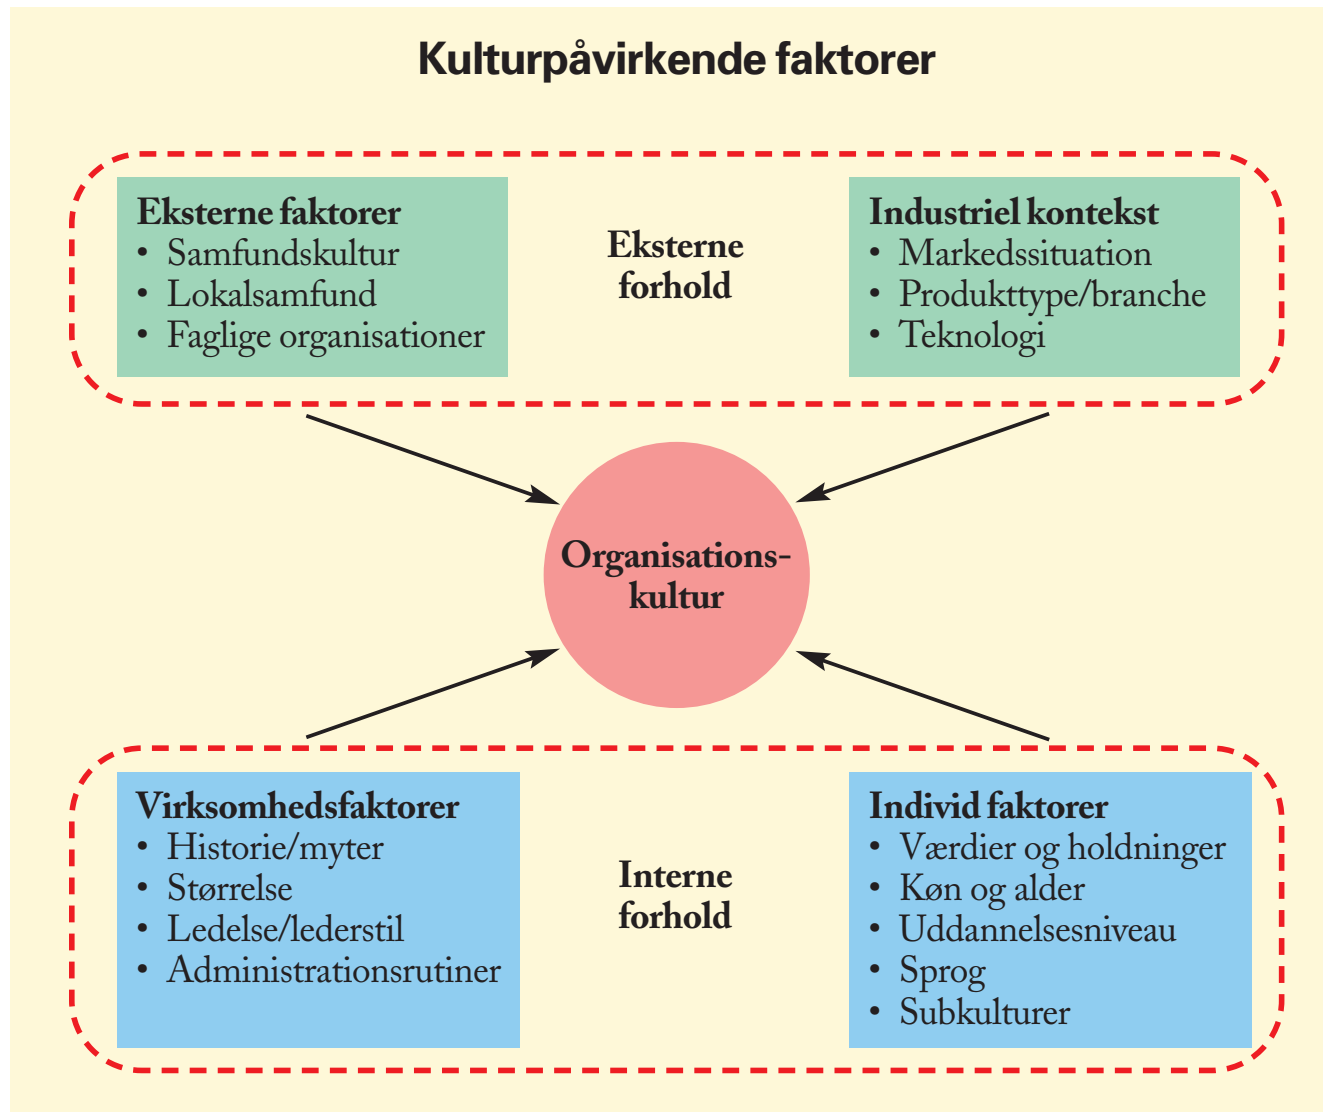 Kulturpåvirkende faktorer
Eksterne faktorer
• Samfundskultur
• Lokalsamfund
• Faglige organisationer
Eksterne
forhold
Industriel kontekst
• Markedssituation
• Produkttype/branche
• Teknologi
Organisations-
kultur
Virksomhedsfaktorer
• Historie/myter
• Størrelse
• Ledelse/lederstil
• Administrationsrutiner
Interne
forhold
Individ faktorer
• Værdier og holdninger
• Køn og alder
• Uddannelsesniveau
• Sprog
• Subkulturer